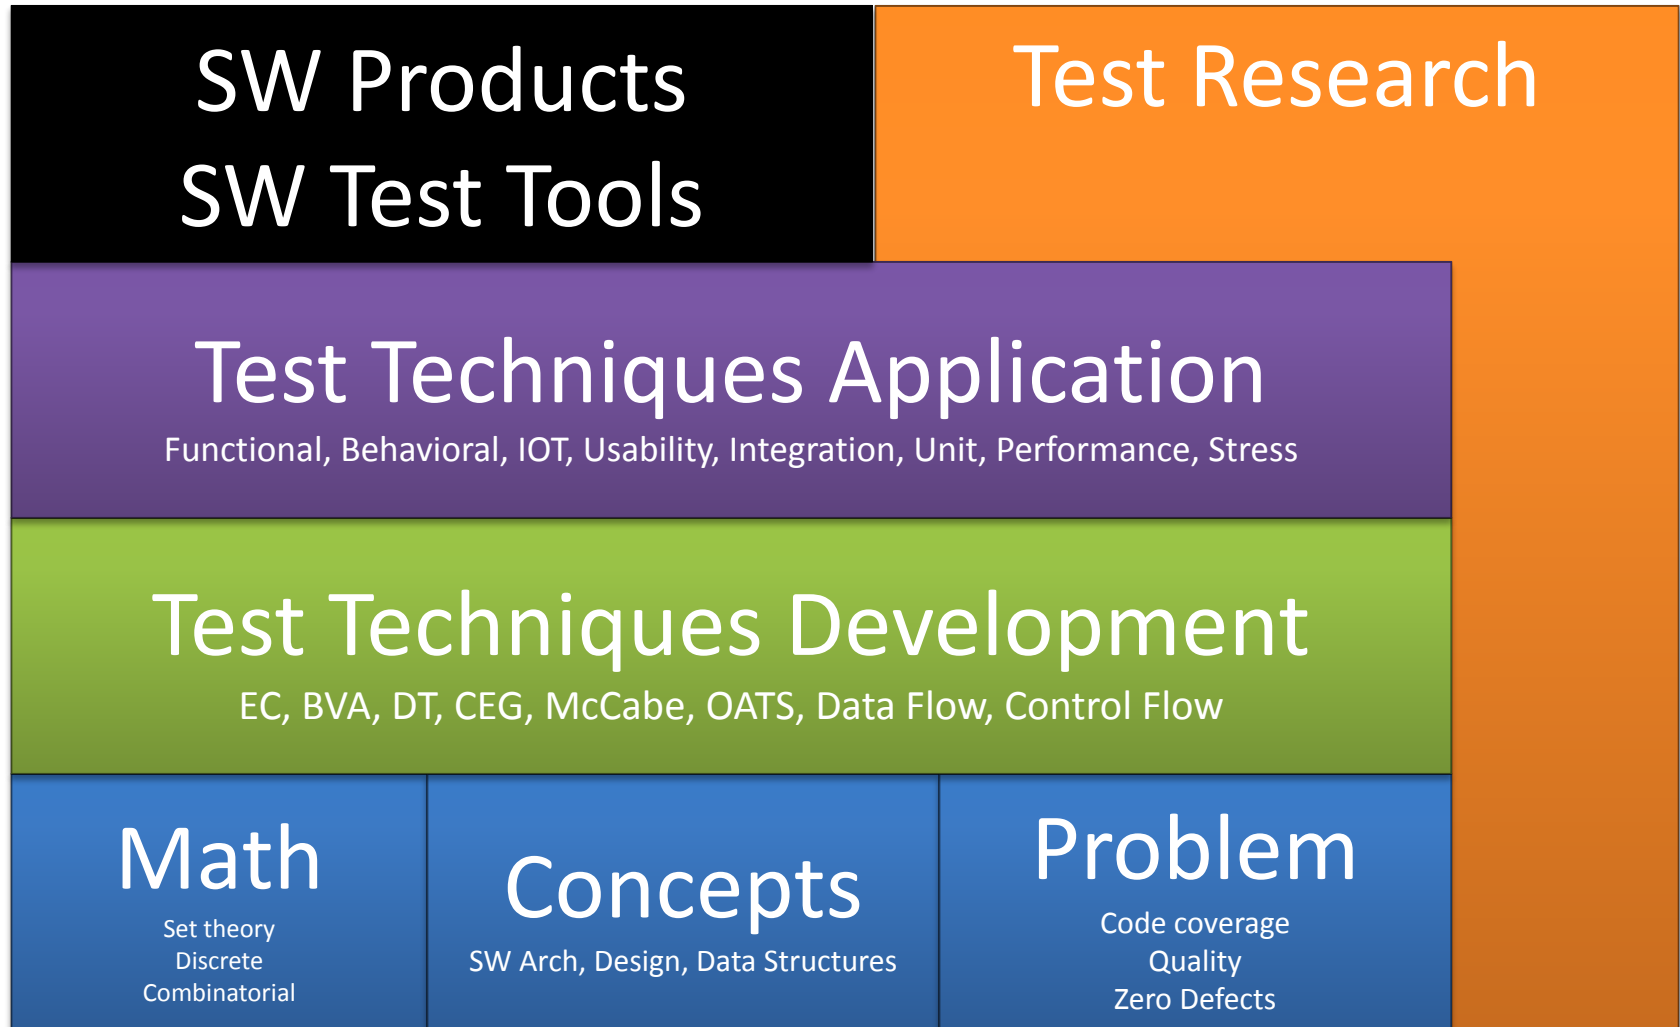 SW Products
SW Test Tools
Test Research
Test Techniques Application
Functional, Behavioral, IOT, Usability, Integration, Unit, Performance, Stress
Test Techniques Development
EC, BVA, DT, CEG, McCabe, OATS, Data Flow, Control Flow
Math
Set theory
Discrete
Combinatorial
Concepts
SW Arch, Design, Data Structures
Problem
Code coverage
Quality
Zero Defects